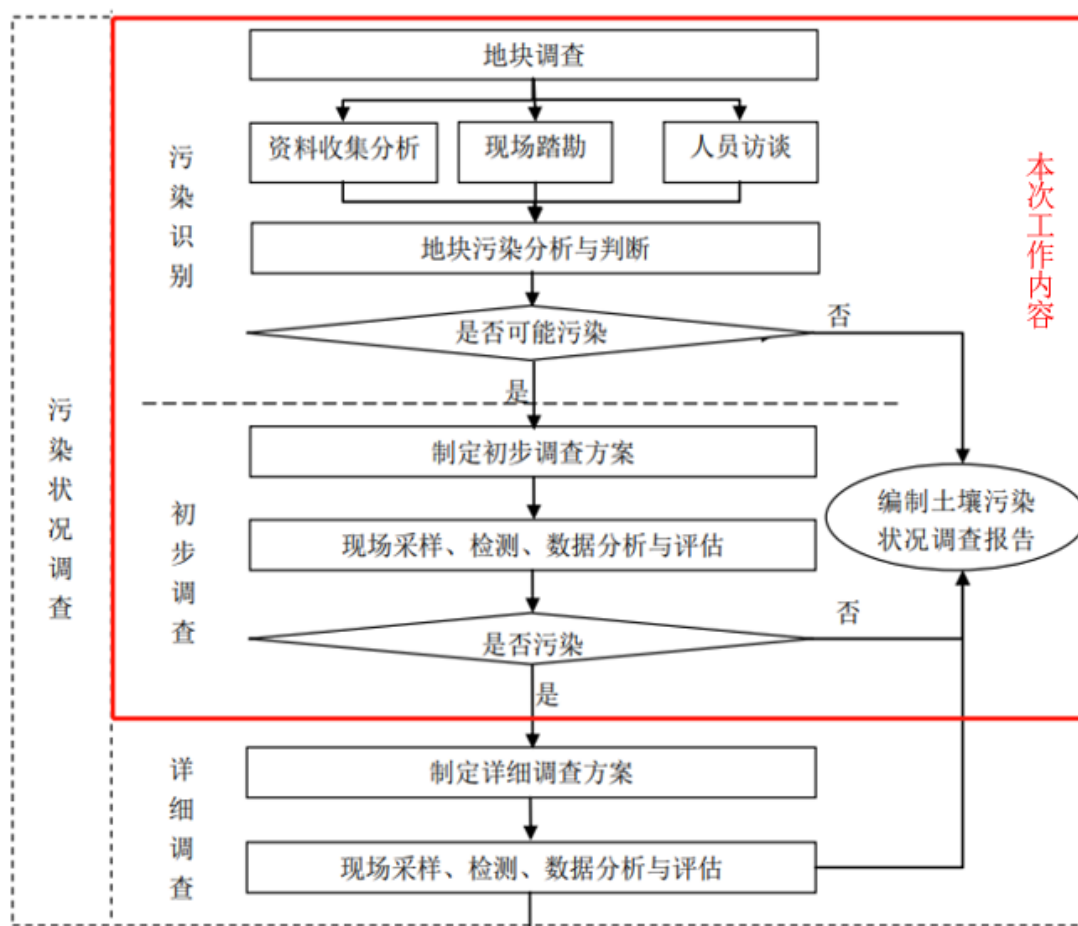 地块调查
资料收集分析
现场踏勘
人员访谈
污染识别
本次工作内容
地块污染分析与判断
是否可能污染
否
是
污染状况调查
制定初步调查方案
初步调查
现场采样、检测、数据分析与评估
编制土壤污染
状况调查报告
是否污染
否
是
详细调查
制定详细调查方案
现场采样、检测、数据分析与评估